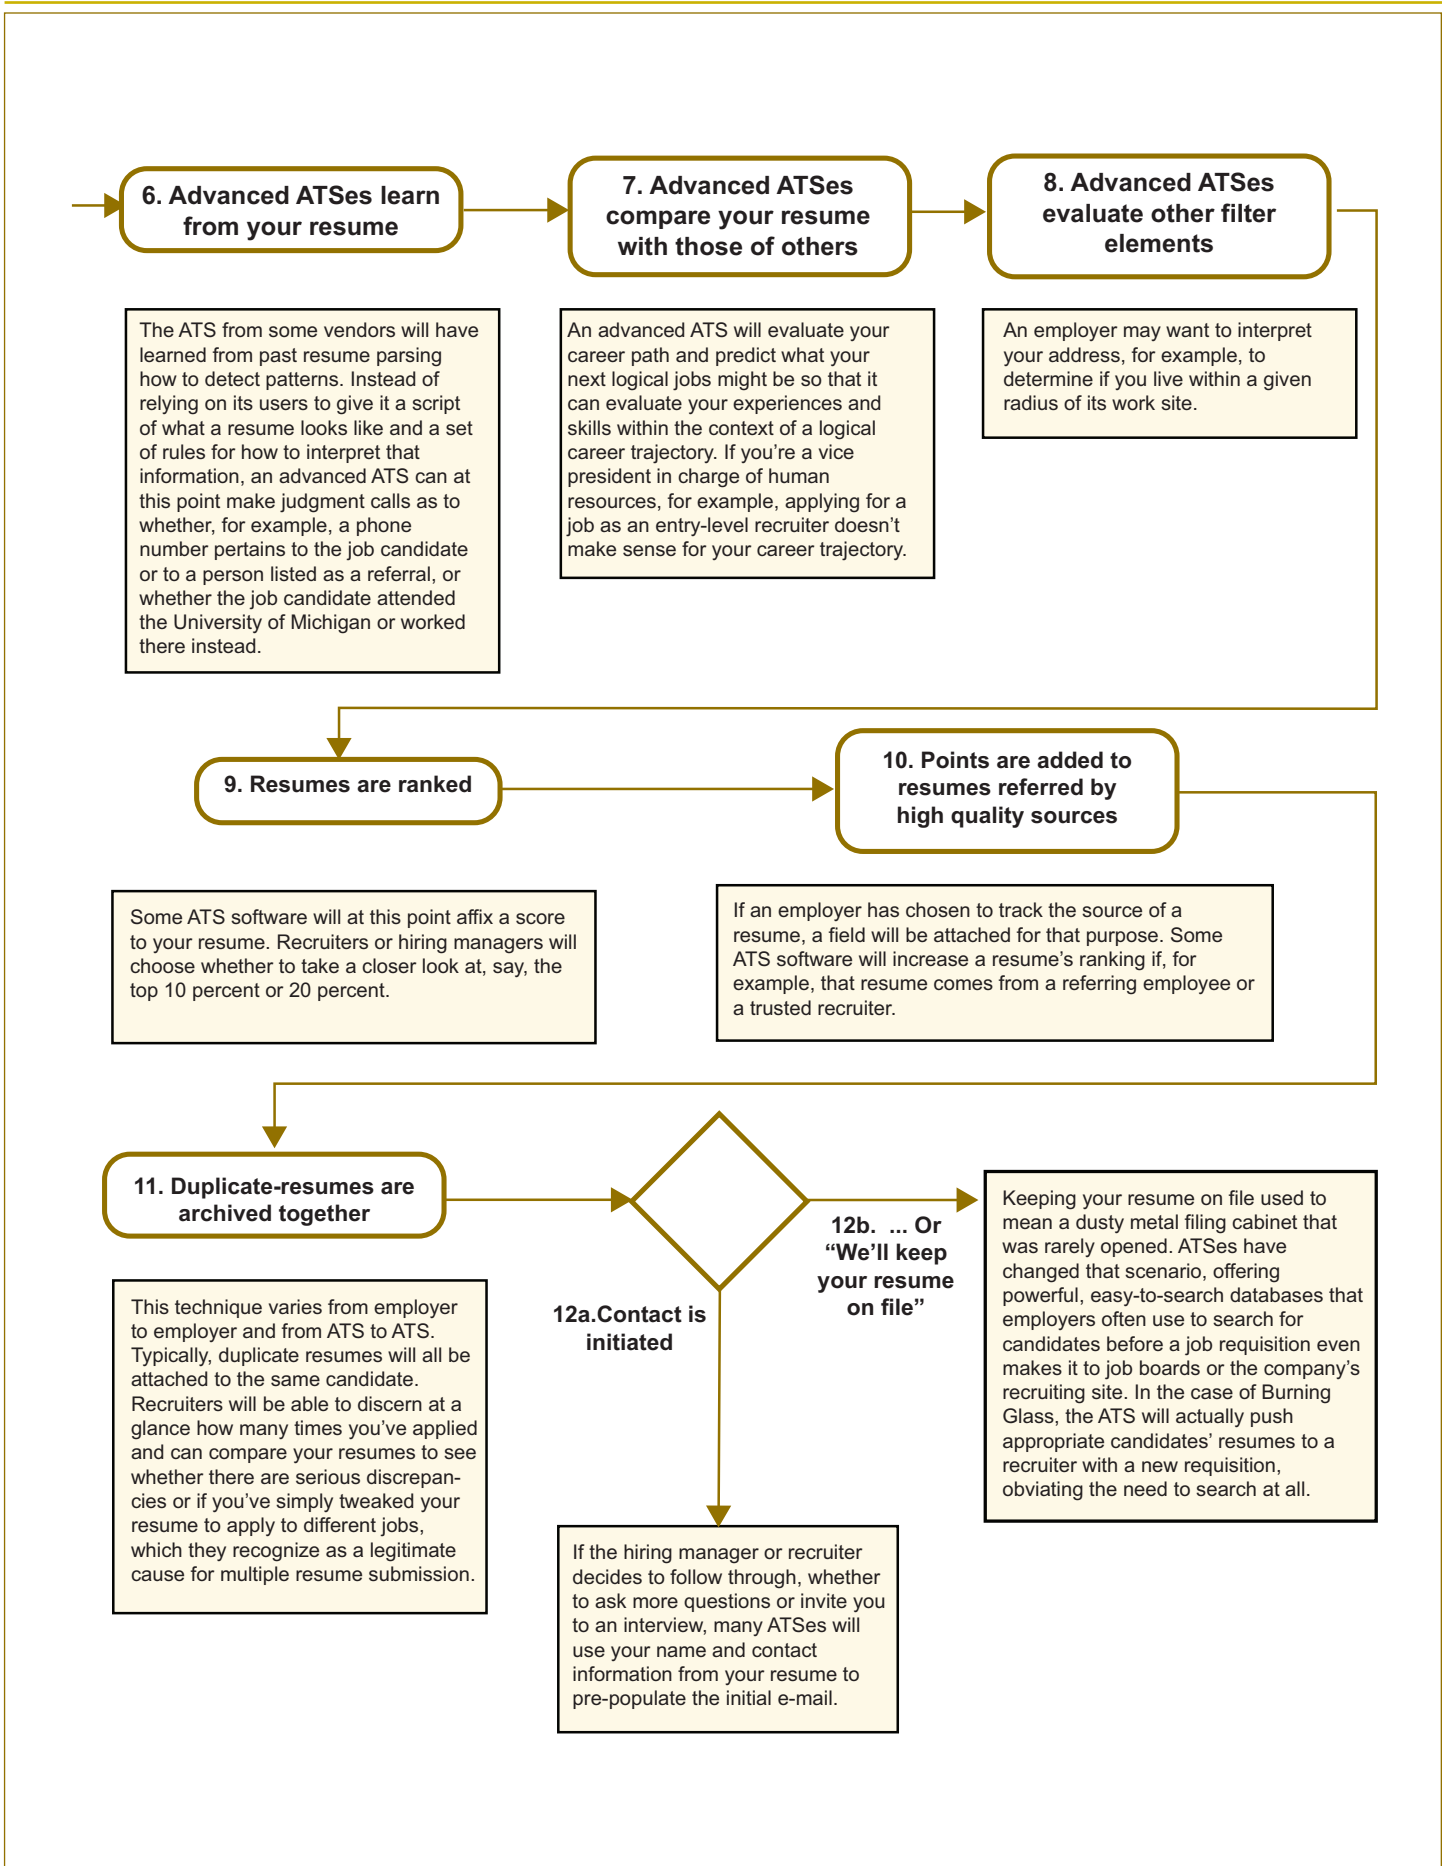 6. Advanced ATSes learn
from your resume
7. Advanced ATSes
compare your resume
with those of others
8. Advanced ATSes
evaluate other filter
elements
The ATS from some vendors will have
learned from past resume parsing
how to detect patterns. Instead of
relying on its users to give it a script
of what a resume looks like and a set
of rules for how to interpret that
information, an advanced ATS can at
this point make judgment calls as to
whether, for example, a phone
number pertains to the job candidate
or to a person listed as a referral, or
whether the job candidate attended
the University of Michigan or worked
there instead.
An advanced ATS will evaluate your
career path and predict what your
next logical jobs might be so that it
can evaluate your experiences and
skills within the context of a logical
career trajectory. If you’re a vice
president in charge of human
resources, for example, applying for a
job as an entry-level recruiter doesn’t
make sense for your career trajectory.
An employer may want to interpret
your address, for example, to
determine if you live within a given
radius of its work site.
9. Resumes are ranked
10. Points are added to
resumes referred by
high quality sources
Some ATS software will at this point affix a score
to your resume. Recruiters or hiring managers will
choose whether to take a closer look at, say, the
top 10 percent or 20 percent.
If an employer has chosen to track the source of a
resume, a field will be attached for that purpose. Some
ATS software will increase a resume’s ranking if, for
example, that resume comes from a referring employee or
a trusted recruiter.
11. Duplicate-resumes are
archived together
This technique varies from employer
to employer and from ATS to ATS.
Typically, duplicate resumes will all be
attached to the same candidate.
Recruiters will be able to discern at a
glance how many times you’ve applied
and can compare your resumes to see
whether there are serious discrepan-
cies or if you’ve simply tweaked your
resume to apply to different jobs,
which they recognize as a legitimate
cause for multiple resume submission.
12a.Contact is
initiated
If the hiring manager or recruiter
decides to follow through, whether
to ask more questions or invite you
to an interview, many ATSes will
use your name and contact
information from your resume to
pre-populate the initial e-mail.
12b. ... Or
“We’ll keep
your resume
on file”
Keeping your resume on file used to
mean a dusty metal filing cabinet that
was rarely opened. ATSes have
changed that scenario, offering
powerful, easy-to-search databases that
employers often use to search for
candidates before a job requisition even
makes it to job boards or the company’s
recruiting site. In the case of Burning
Glass, the ATS will actually push
appropriate candidates’ resumes to a
recruiter with a new requisition,
obviating the need to search at all.